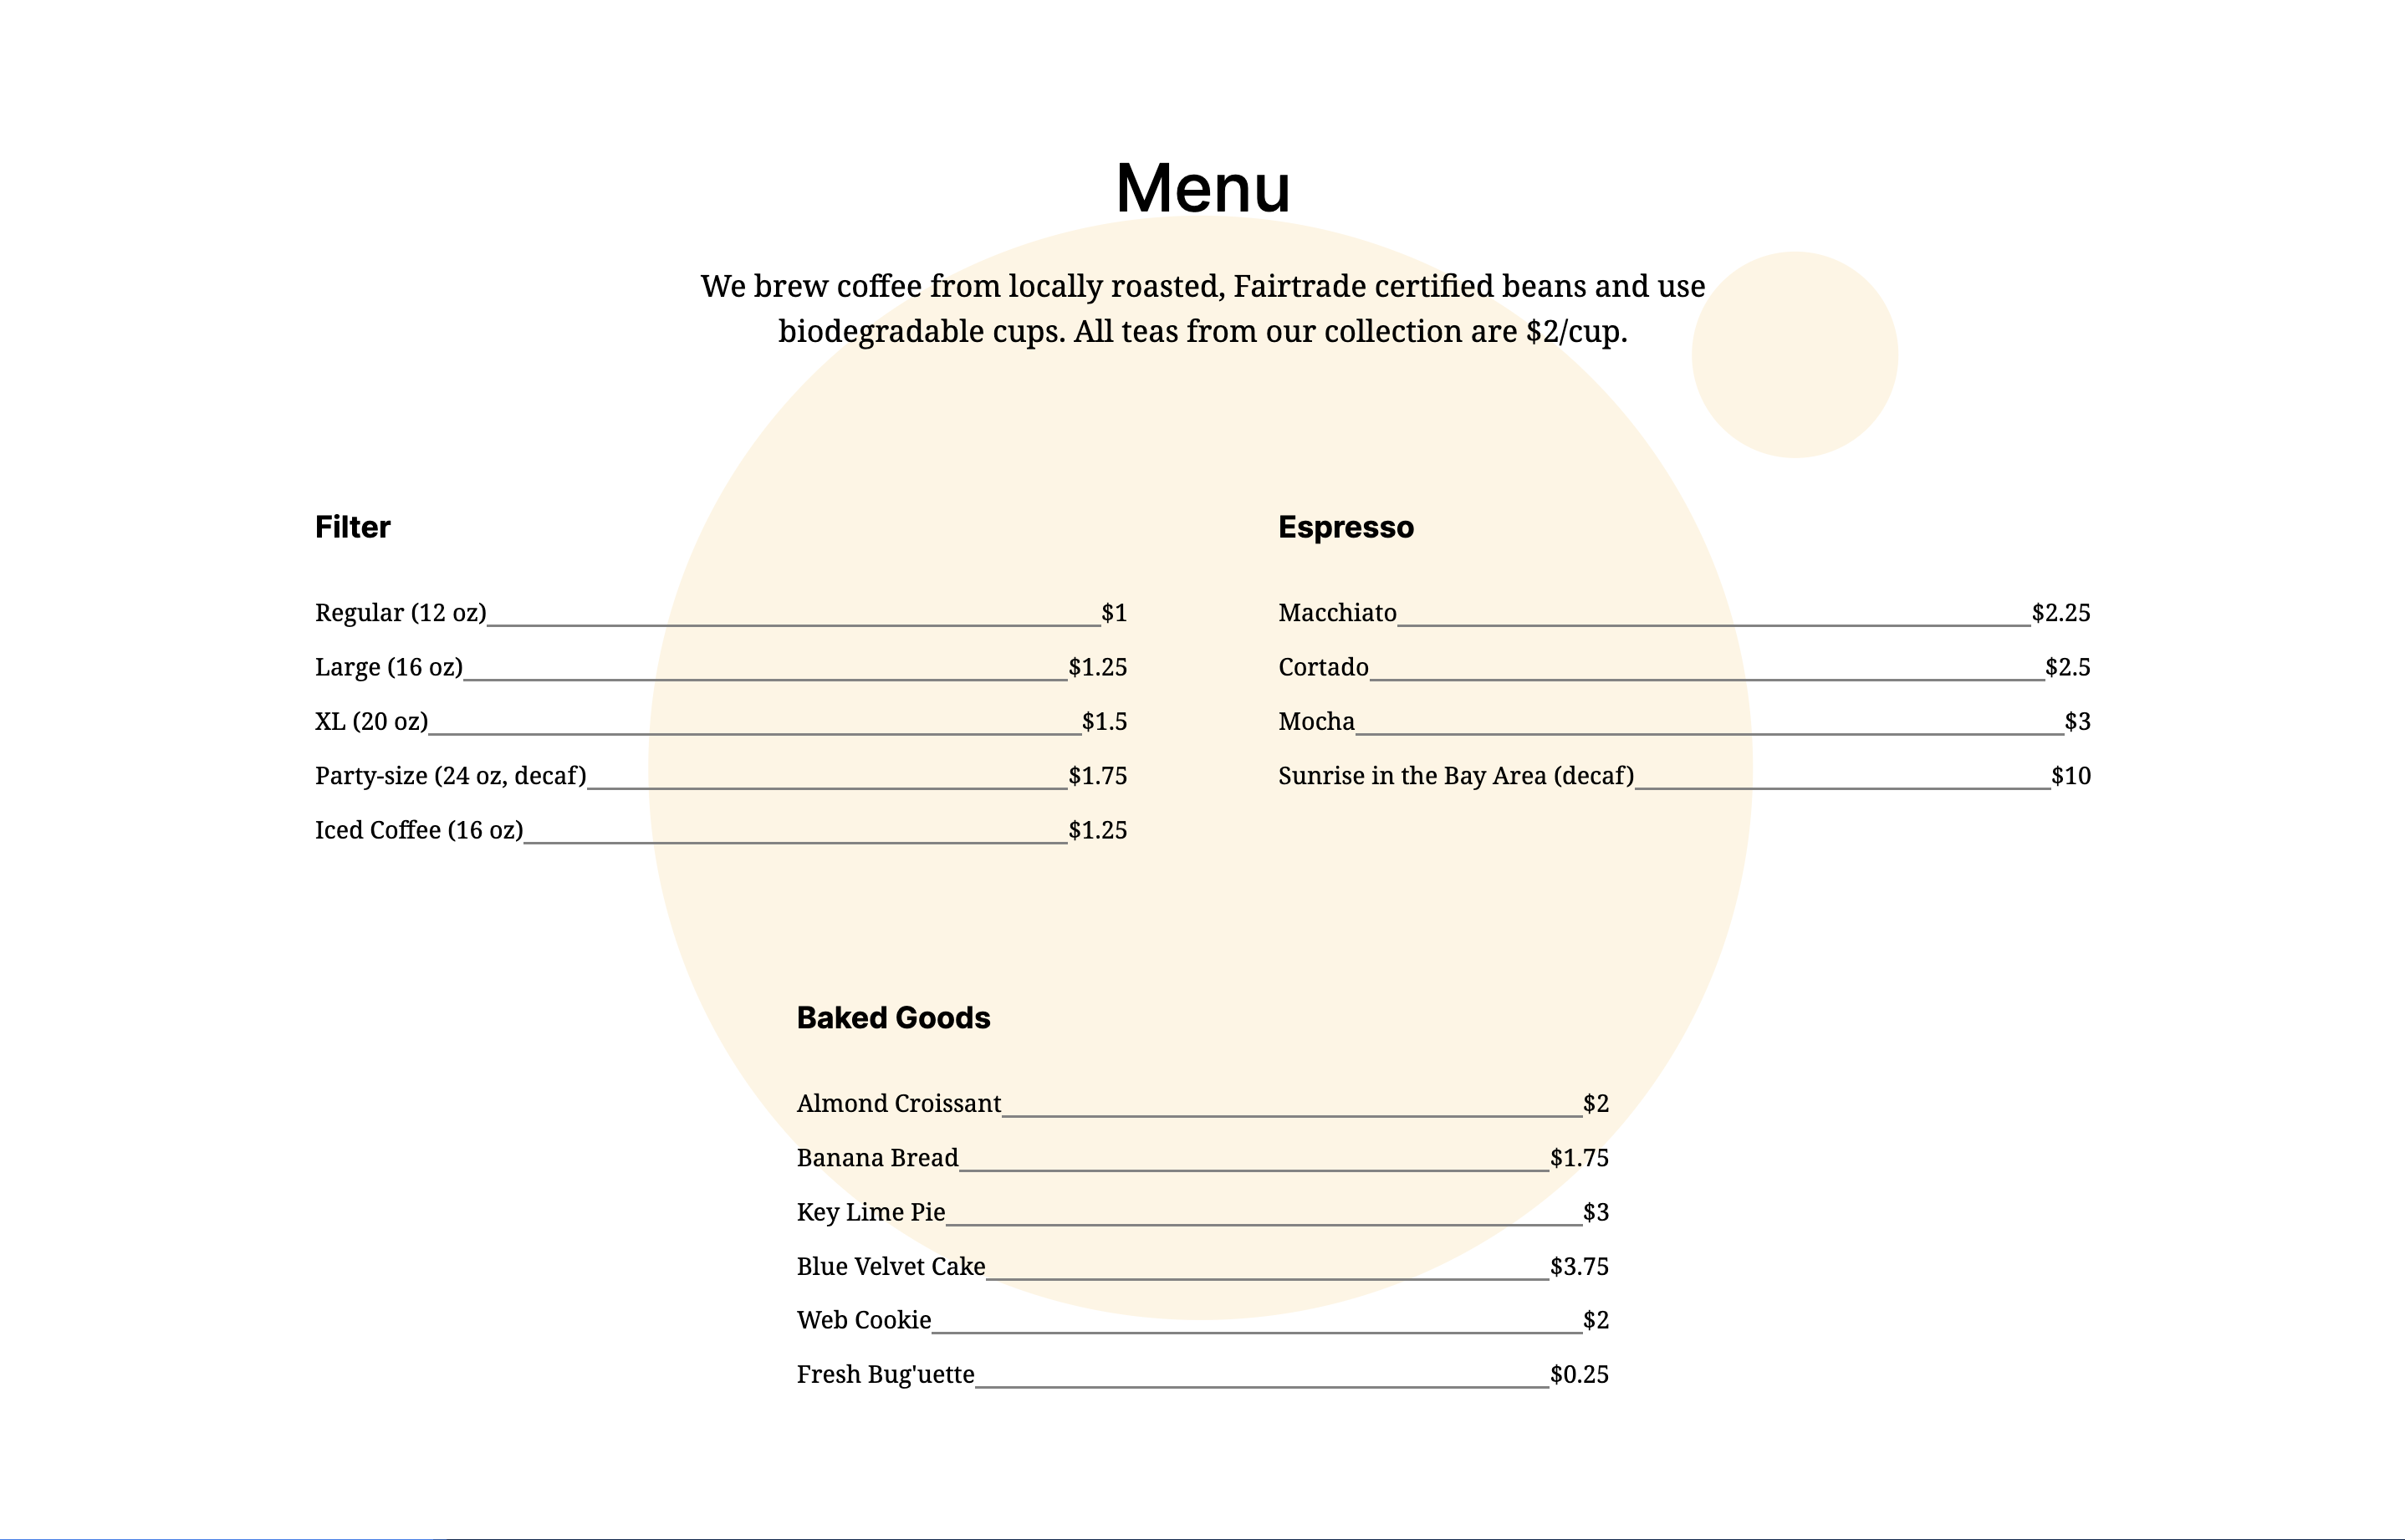 Menu
We brew coffee from locally roasted, Fairtrade certified beans and use
biodegradable cups. All teas from our collection are $2/cup.
Filter
Regular (12 oz) $1
Large (16 oz) $1.25
XL (20 oz) $1.5
Party-size (24 oz, decaf) $1.75
Iced Coffee (16 oz) $1.25
Espresso
Macchiato $2.25
Cortado $2.5
Mocha $3
Sunrise in the Bay Area (decaf) $10
Baked Goods
Almond Croissant $2
Banana Bread $1.75
Key Lime Pie $3
Blue Velvet Cake $3.75
Web Cookie $2
Fresh Bug'uette $0.25